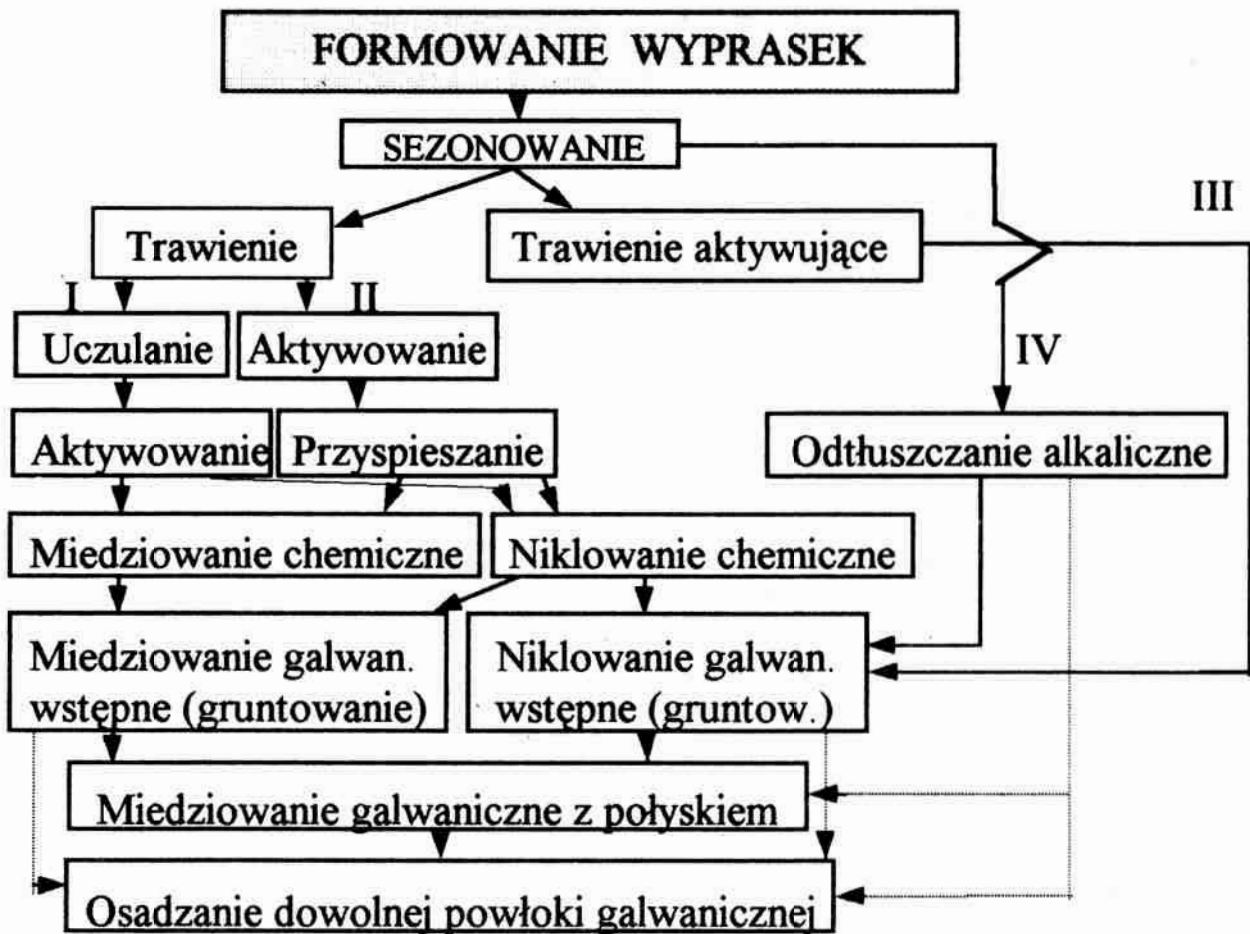 FORMOWANIE WYPRASEK
SEZONOWANIE
III
Trawienie
Trawienie aktywujące
I
II
Uczulanie
Aktywowanie
IV
Aktywowanie
Przyspieszanie
Odtłuszczanie alkaliczne
Miedziowanie chemiczne
Niklowanie chemiczne
Miedziowanie galwan.
wstępne (gruntowanie)
Niklowanie galwan.
wstępne (gruntow.)
Miedziowanie galwaniczne z połyskiem
Osadzanie dowolnej powłoki galwanicznej